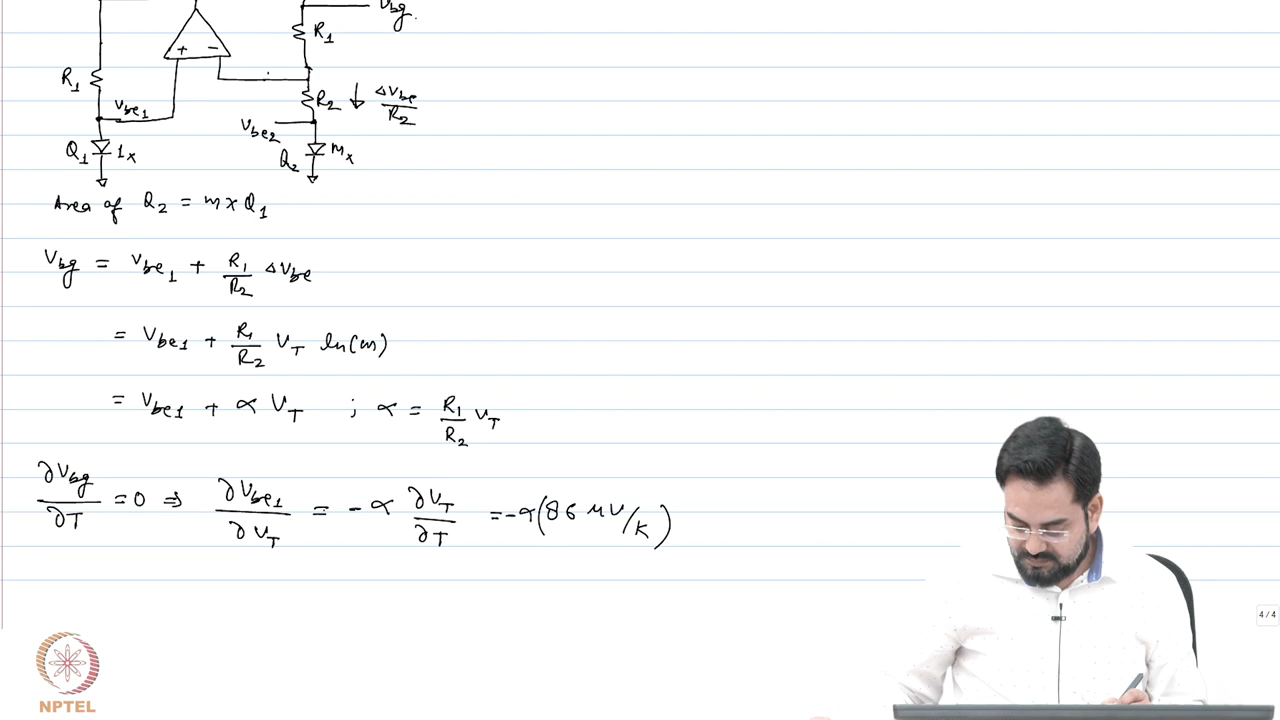 Vbg.
R1
+ -
R1
R2 ↓ ΔVbe/R2
Vbe1
Vbe2
Q1 1x
Q2 mx
Area of Q2 = m x Q1
Vbg = Vbe1 + R1/R2 ΔVbe
= Vbe1 + R1/R2 VT ln(m)
= Vbe1 + α VT ; α = R1/R2 VT
∂Vbg/∂T = 0 ⇒ ∂Vbe1/∂VT = -α ∂VT/∂T = -α(86 μV/K)
4 / 4
NPTEL